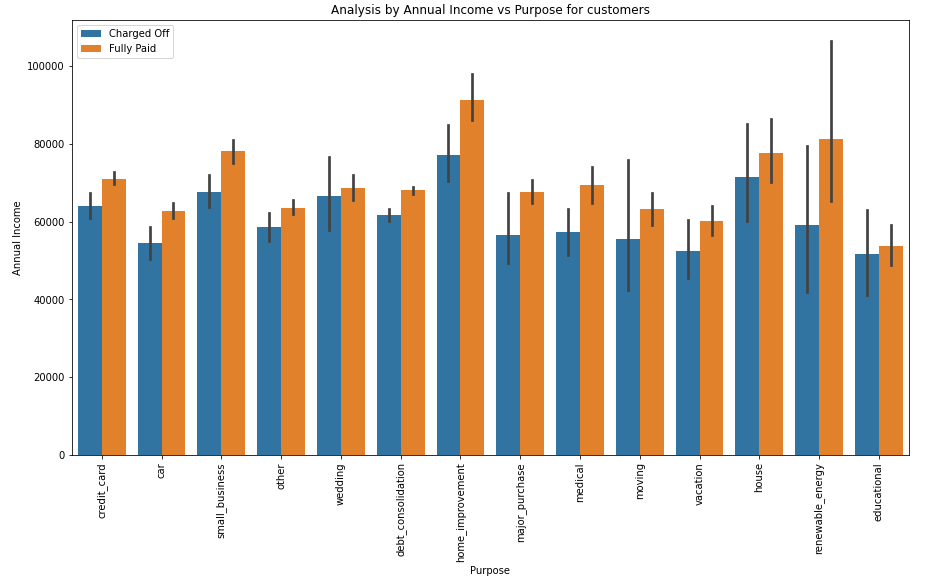 Analysis by Annual Income vs Purpose for customers
Charged Off
Fully Paid
Annual Income
100000
80000
60000
40000
20000
0
credit_card
car
small_business
other
wedding
debt_consolidation
home_improvement
major_purchase
medical
moving
vacation
house
renewable_energy
educational
Purpose